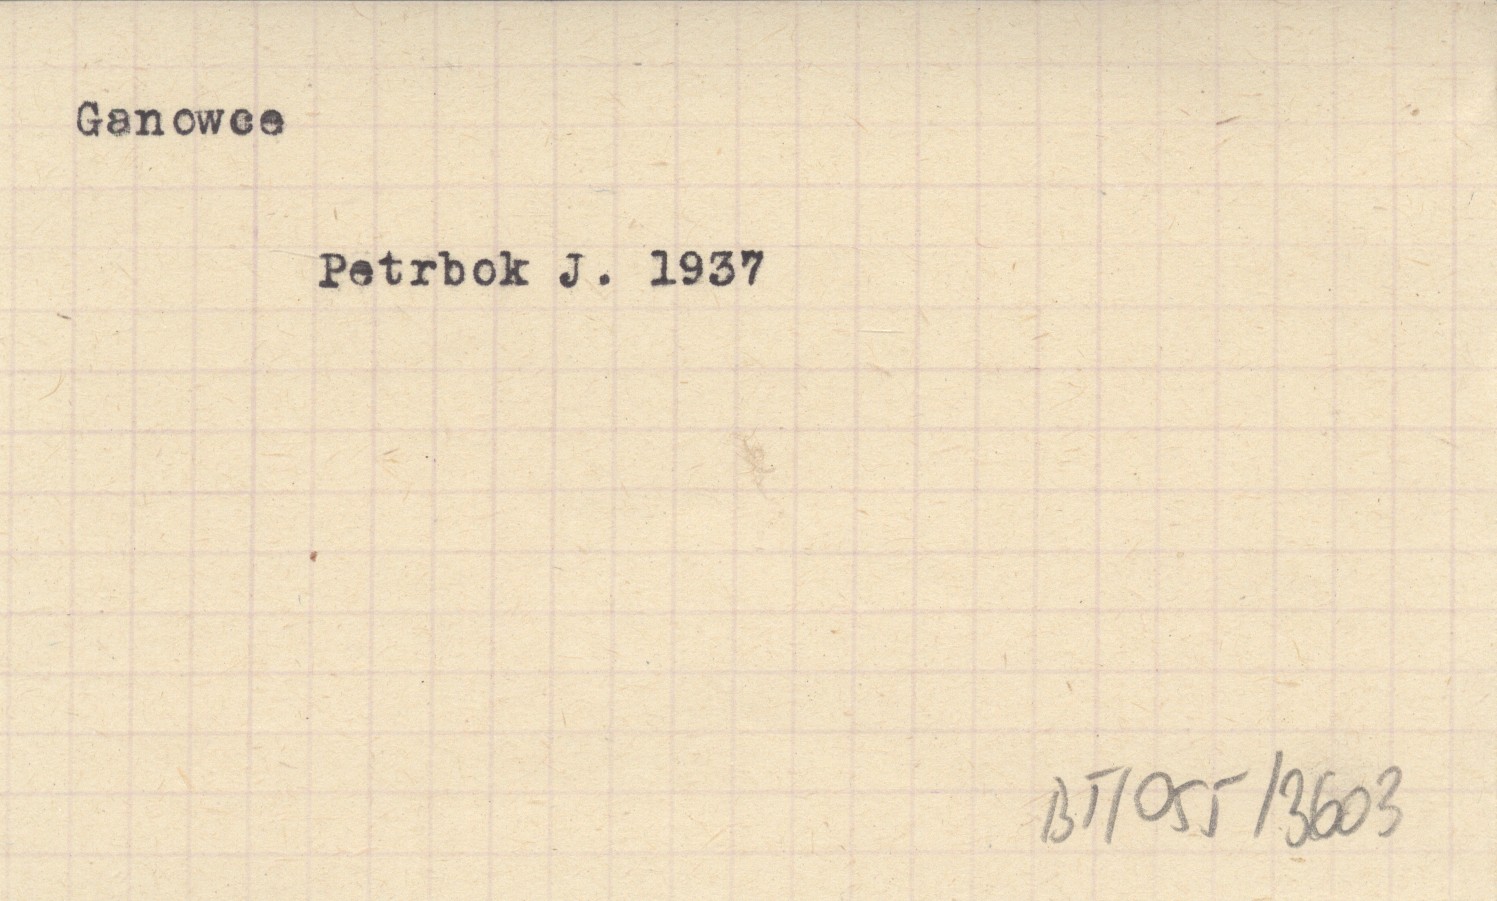 Ganowce
Petrbok J. 1937
BT/055/3603